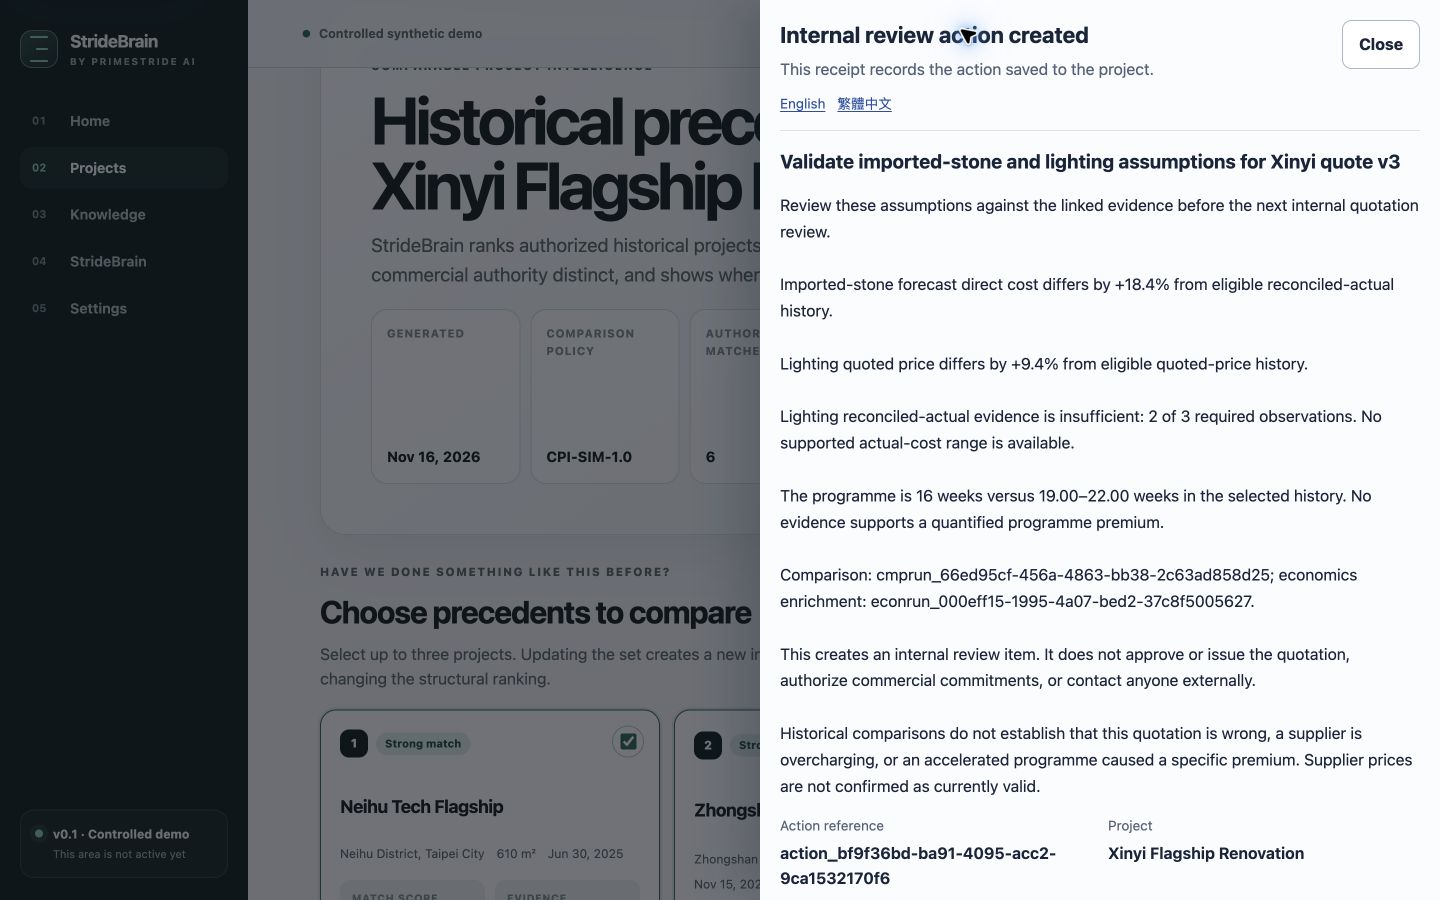 StrideBrain
BY PRIMESTRIDE AI
01 Home
02 Projects
03 Knowledge
04 StrideBrain
05 Settings
v0.1 · Controlled demo
This area is not active yet
Controlled synthetic demo
Historical
Xinyi Flagship
StrideBrain ranks authorized historical projects
commercial authority distinct, and shows
GENERATED
Nov 16, 2026
COMPARISON
POLICY
CPI-SIM-1.0
6
HAVE WE DONE SOMETHING LIKE THIS BEFORE?
Choose precedents to compare
Select up to three projects. Updating the set creates a new
changing the structural ranking.
1 Strong match
Neihu Tech Flagship
Neihu District, Taipei City 610 m² Jun 30, 2025
MATCH SCORE EVIDENCE
2
Nov 15,
Internal review action created
This receipt records the action saved to the project.
English 繁體中文
Close
Validate imported-stone and lighting assumptions for Xinyi quote v3
Review these assumptions against the linked evidence before the next internal quotation
review.
Imported-stone forecast direct cost differs by +18.4% from eligible reconciled-actual
history.
Lighting quoted price differs by +9.4% from eligible quoted-price history.
Lighting reconciled-actual evidence is insufficient: 2 of 3 required observations. No
supported actual-cost range is available.
The programme is 16 weeks versus 19.00–22.00 weeks in the selected history. No
evidence supports a quantified programme premium.
Comparison: cmprun_66ed95cf-456a-4863-bb38-2c63ad858d25; economics
enrichment: econrun_000eff15-1995-4a07-bed2-37c8f5005627.
This creates an internal review item. It does not approve or issue the quotation,
authorize commercial commitments, or contact anyone externally.
Historical comparisons do not establish that this quotation is wrong, a supplier is
overcharging, or an accelerated programme caused a specific premium. Supplier prices
are not confirmed as currently valid.
Action reference
action_bf9f36bd-ba91-4095-acc2-
9ca1532170f6
Project
Xinyi Flagship Renovation